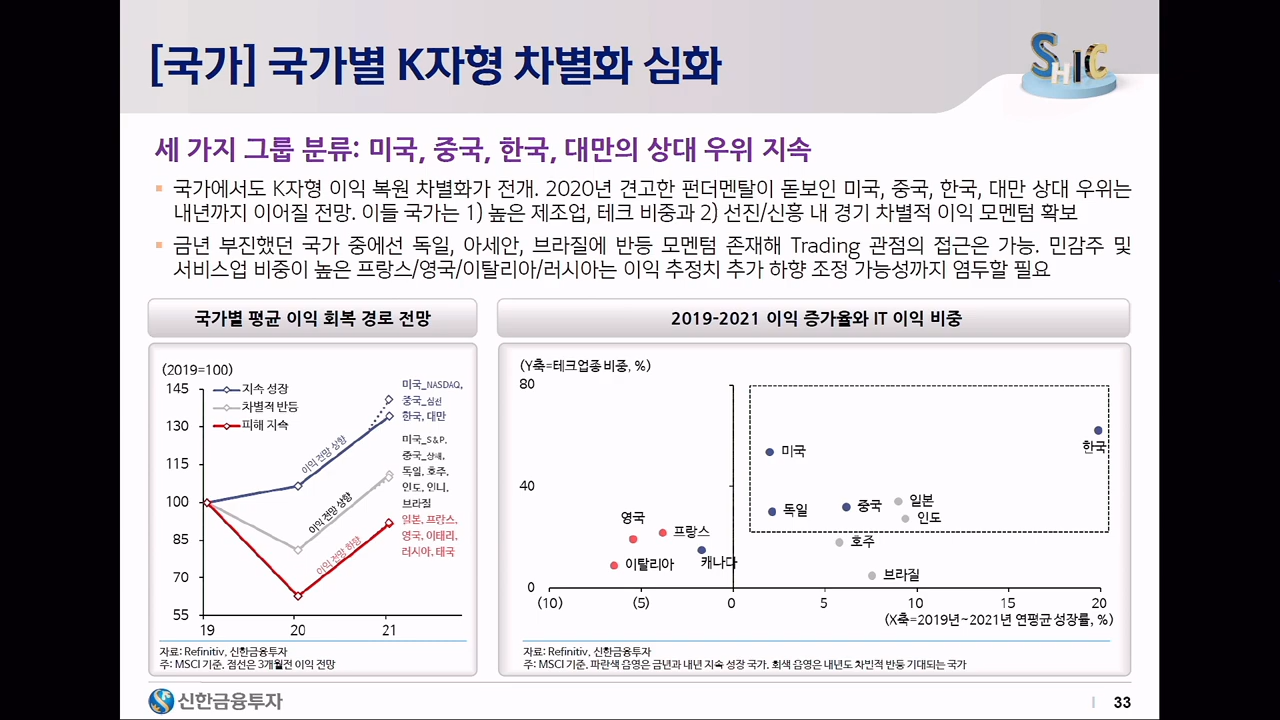 [국가] 국가별 K자형 차별화 심화
SHIC
세 가지 그룹 분류: 미국, 중국, 한국, 대만의 상대 우위 지속
국가에서도 K자형 이익 복원 차별화가 전개. 2020년 견고한 펀더멘탈이 돋보인 미국, 중국, 한국, 대만 상대 우위는
내년까지 이어질 전망. 이들 국가는 1) 높은 제조업, 테크 비중과 2) 선진/신흥 내 경기 차별적 이익 모멘텀 확보
금년 부진했던 국가 중에선 독일, 아세안, 브라질에 반등 모멘텀 존재해 Trading 관점의 접근은 가능. 민감주 및
서비스업 비중이 높은 프랑스/영국/이탈리아/러시아는 이익 추정치 추가 하향 조정 가능성까지 염두할 필요
국가별 평균 이익 회복 경로 전망
(2019=100)
145
130
115
100
85
70
55
19
20
21
지속 성장
차별적 반등
피해 지속
이익 전망 상향
이익 전망 상향
이익 전망 하향
미국_NASDAQ,
중국_심천
한국, 대만
미국_S&P,
중국_상해,
독일, 호주,
인도, 인니,
브라질
일본, 프랑스,
영국, 이태리,
러시아, 태국
자료: Refinitiv, 신한금융투자
주: MSCI 기준, 점선은 3개월전 이익 전망
2019-2021 이익 증가율와 IT 이익 비중
(Y축=테크업종 비중, %)
80
40
0
(10)
(5)
0
5
10
15
20
미국
한국
독일
중국
일본
인도
영국
프랑스
호주
이탈리아
캐나다
브라질
(X축=2019년~2021년 연평균 성장률, %)
자료: Refinitiv, 신한금융투자
주: MSCI 기준, 파란색 음영은 금년과 내년 지속 성장 국가. 회색 음영은 내년도 차빈적 반등 기대되는 국가
신한금융투자
33